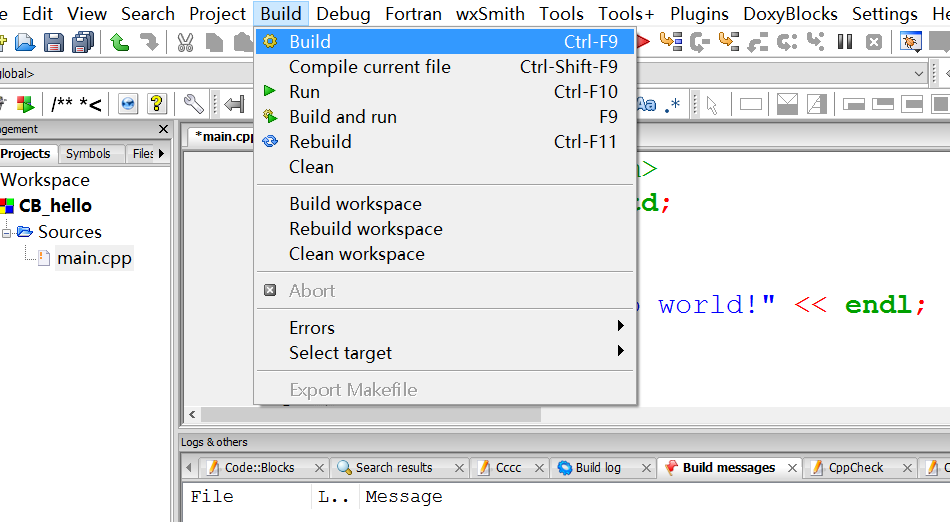 Edit View Search Project Build Debug Fortran wxSmith Tools Tools+ Plugins DoxyBlocks Settings
Build Ctrl-F9
Compile current file Ctrl-Shift-F9
Run Ctrl-F10
Build and run F9
Rebuild Ctrl-F11
Clean
Build workspace
Rebuild workspace
Clean workspace
Abort
Errors
Select target
Export Makefile
global>
/** *<
Aa .*
agement
Projects Symbols Files
Workspace
CB_hello
Sources
main.cpp
*main.cpp
>
d;
world!" << endl;
Logs & others
Code::Blocks Search results Cccc Build log Build messages CppCheck
File L.. Message